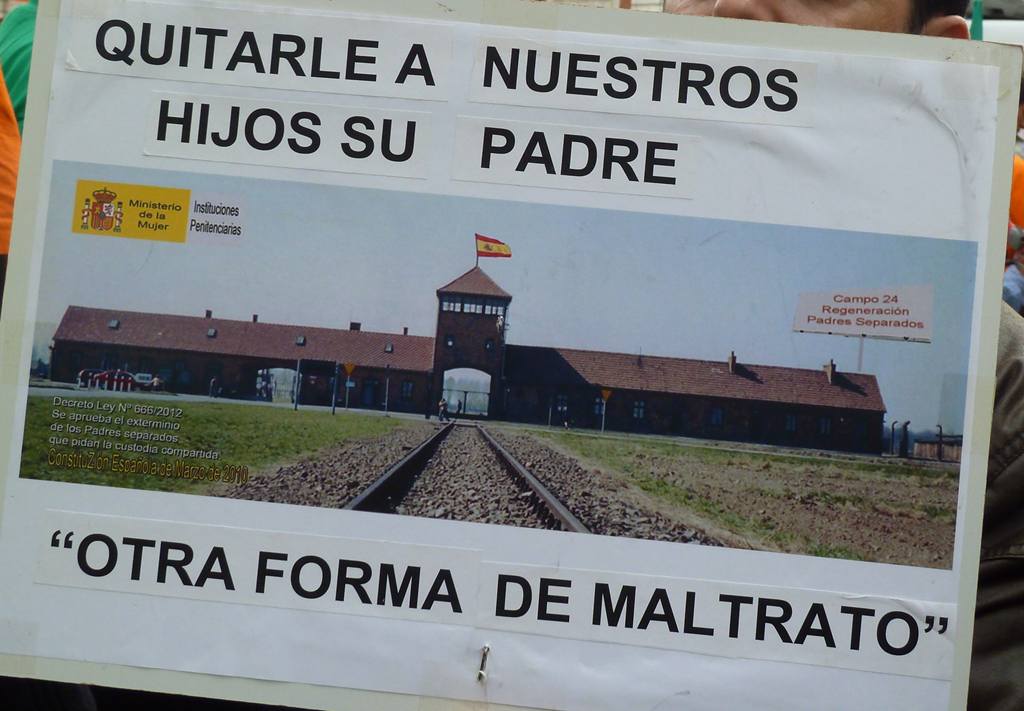 QUITARLE A NUESTROS
HIJOS SU PADRE
Ministerio
de la
Mujer
Instituciones
Penitenciarias
Campo 24
Regeneración
Padres Separados
Decreto Ley Nº 666/2012
Se aprueba el exterminio
de los Padres separados
que pidan la custodia compartida.
ConstituZion Española de Marzo de 2010
“OTRA FORMA DE MALTRATO”